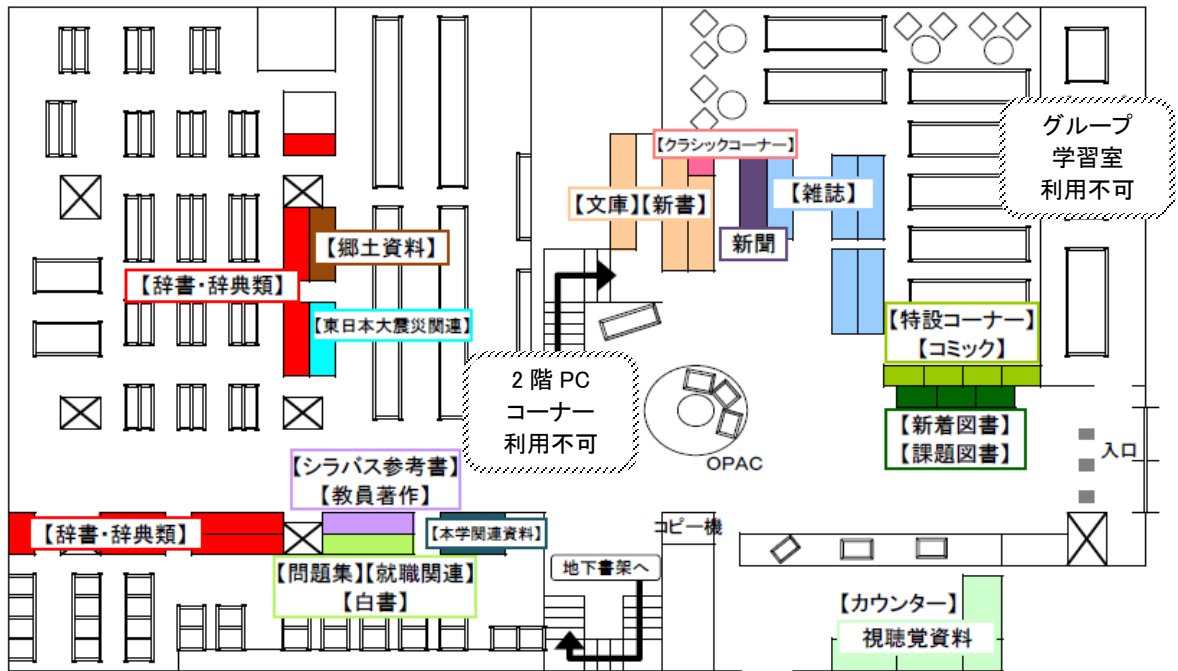 【クラシックコーナー】
グループ
学習室
利用不可
【文庫】【新書】
【雑誌】
新聞
【郷土資料】
【辞書・辞典類】
【東日本大震災関連】
【特設コーナー】
【コミック】
2階PC
コーナー
利用不可
【新着図書】
【課題図書】
入口
OPAC
【シラバス参考書】
【教員著作】
【辞書・辞典類】
【本学関連資料】
コピー機
【問題集】【就職関連】
【白書】
地下書架へ
【カウンター】
視聴覚資料